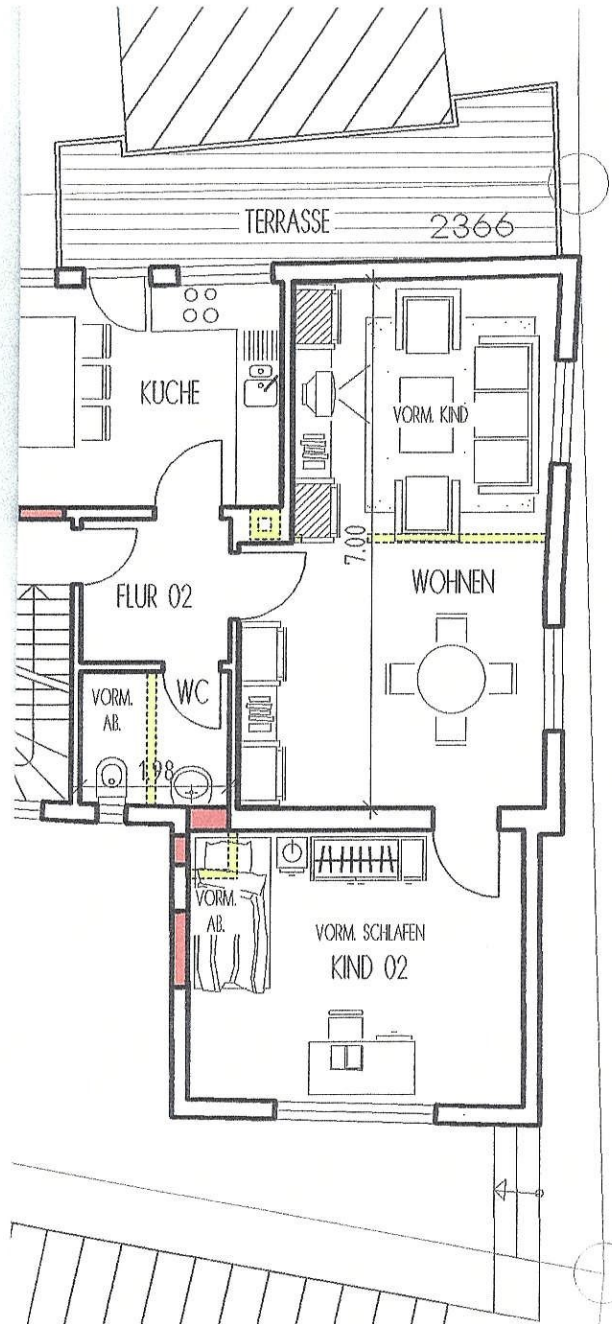 TERRASSE 2366
KÜCHE
VORM. KIND
7.00
WOHNEN
FLUR 02
VORM.
AB.
WC
1.98
VORM.
AB.
VORM. SCHLAFEN
KIND 02